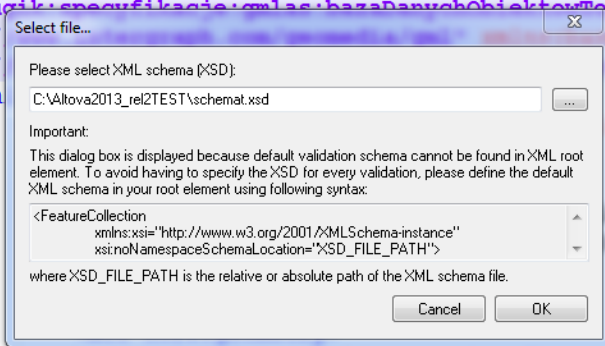 ugik:specyfikacje:gmlas:bazaDanychObiektowTo
Select file...
Please select XML schema (XSD):
C:\Altova2013_rel2TEST\schemat.xsd
...
Important:
This dialog box is displayed because default validation schema cannot be found in XML root
element. To avoid having to specify the XSD for every validation, please define the default
XML schema in your root element using following syntax:
<FeatureCollection
xmlns:xsi="http://www.w3.org/2001/XMLSchema-instance"
xsi:noNamespaceSchemaLocation="XSD_FILE_PATH">
where XSD_FILE_PATH is the relative or absolute path of the XML schema file.
Cancel
OK